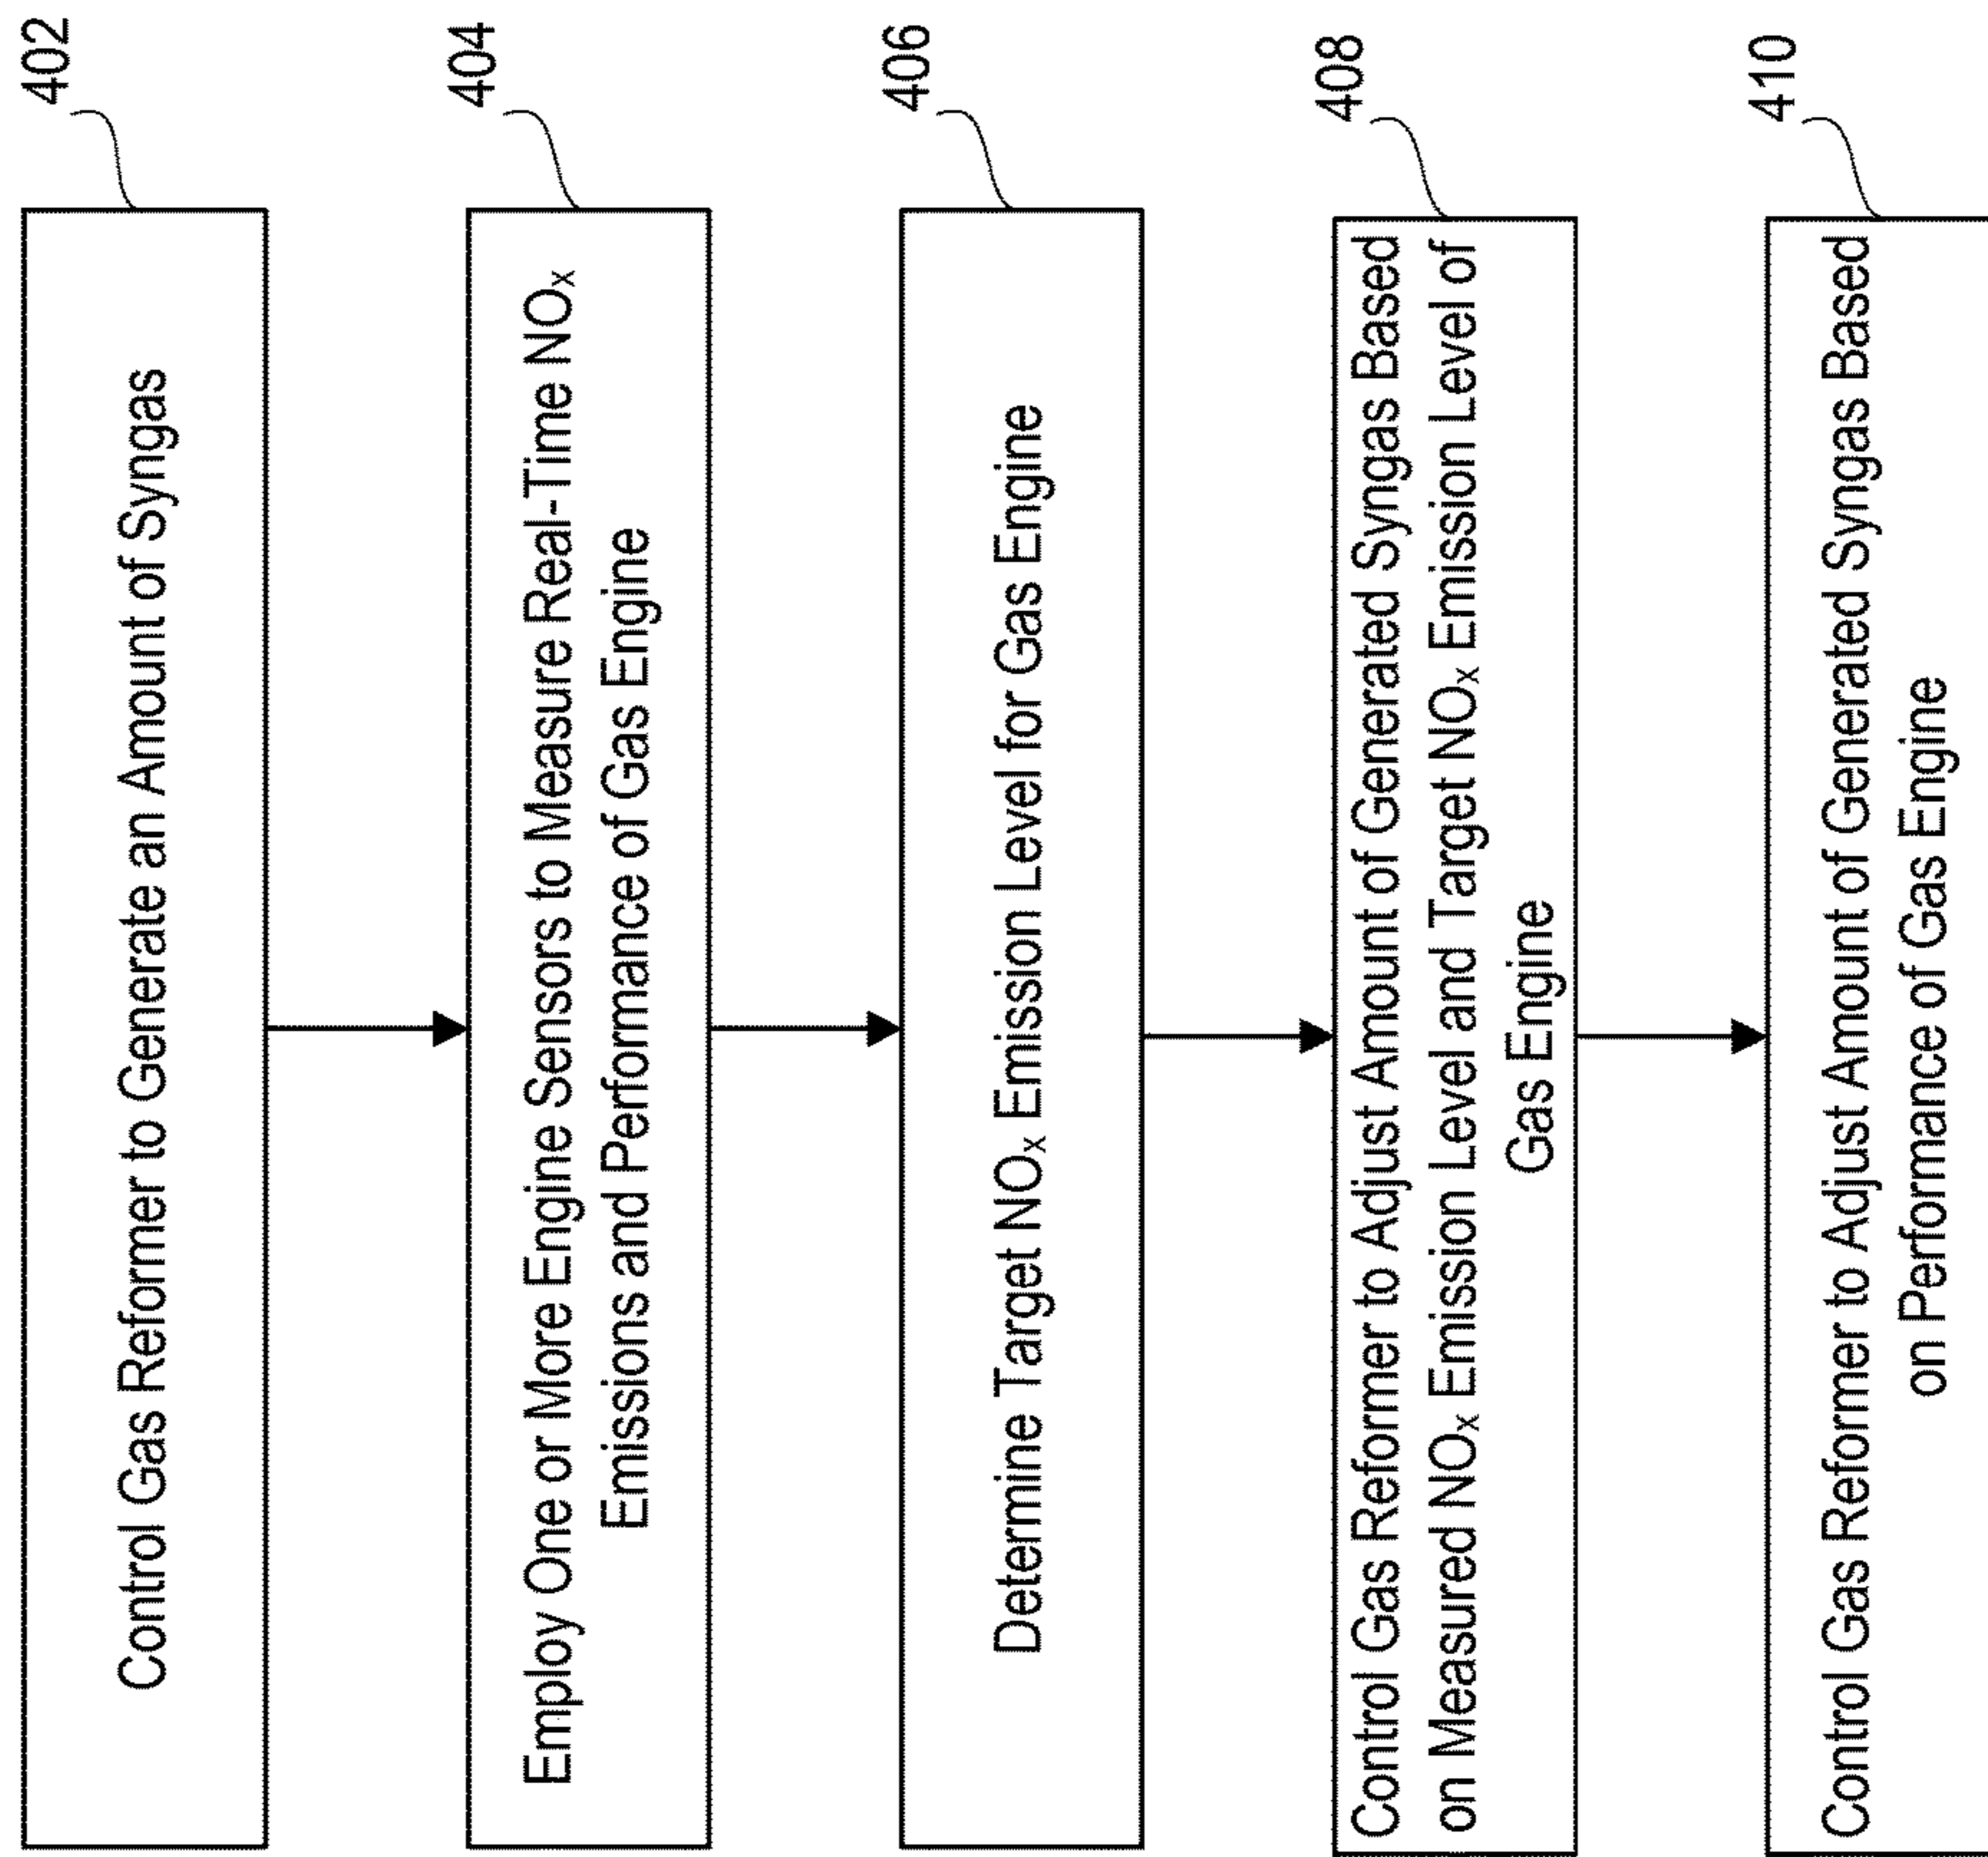 402
Control Gas Reformer to Generate an Amount of Syngas
404
Employ One or More Engine Sensors to Measure Real-Time NOx
Emissions and Performance of Gas Engine
406
Determine Target NOx Emission Level for Gas Engine
408
Control Gas Reformer to Adjust Amount of Generated Syngas Based
on Measured NOx Emission Level and Target NOx Emission Level of
Gas Engine
410
Control Gas Reformer to Adjust Amount of Generated Syngas Based
on Performance of Gas Engine